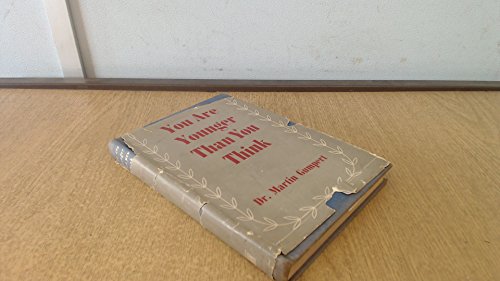 You Are
Younger
Than You
Think
Dr. Martin Gumpert